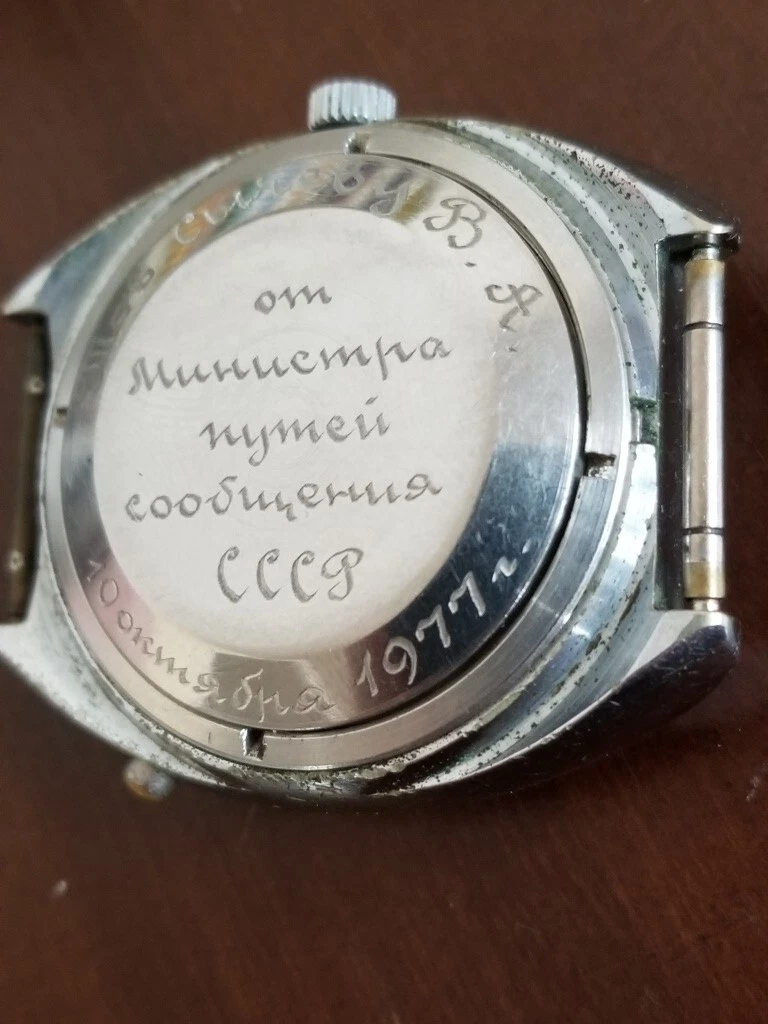 В. А.
от
Министра
путей
сообщения
СССР
10 октября 1977 г.